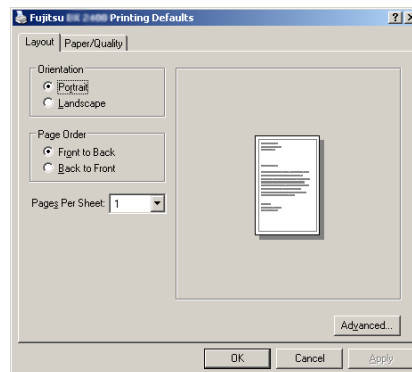 Fujitsu Printing Defaults
Layout
Paper/Quality
Orientation
Portrait
Landscape
Page Order
Front to Back
Back to Front
Pages Per Sheet: 1
Advanced...
OK
Cancel
Apply